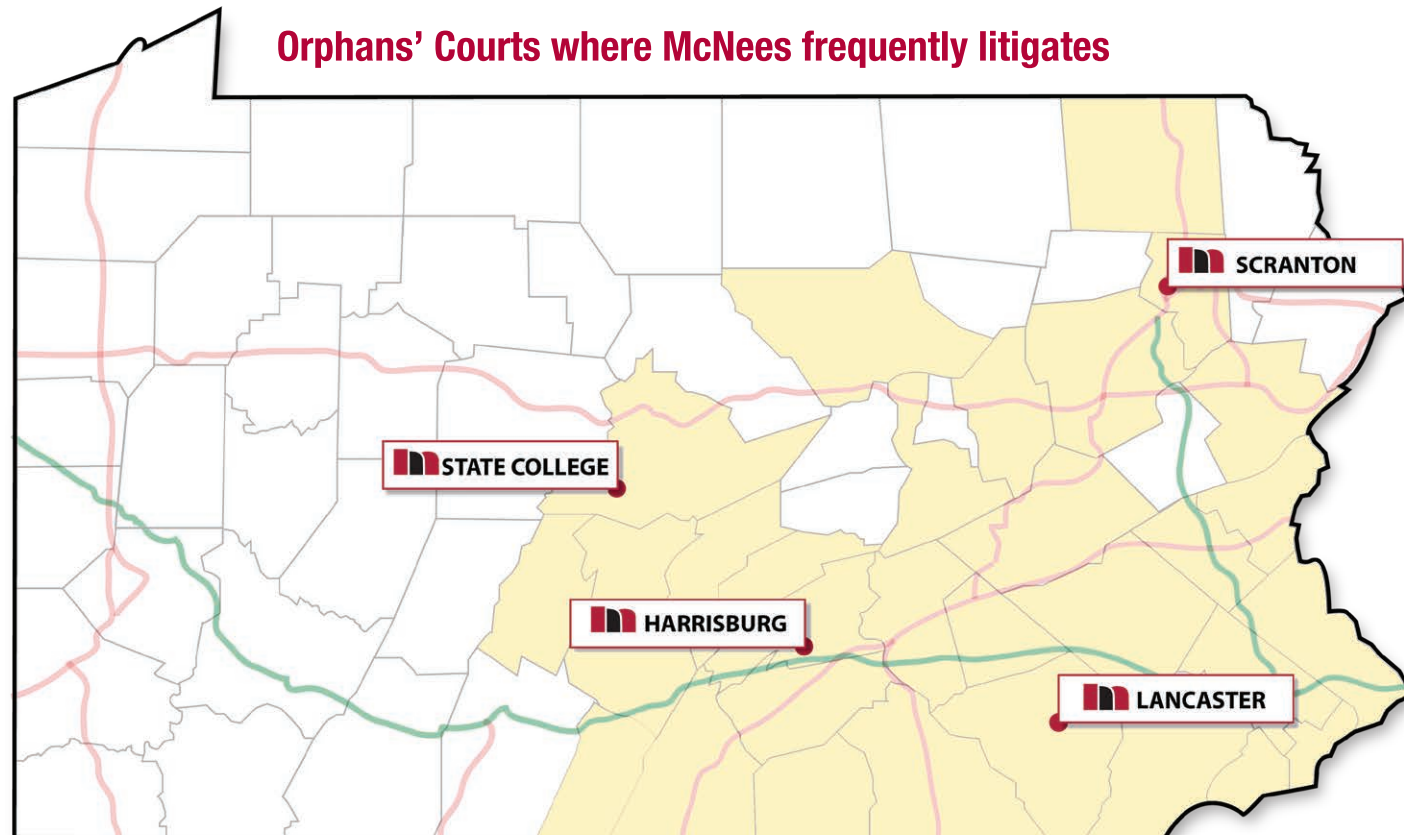 Orphans’ Courts where McNees frequently litigates
SCRANTON
STATE COLLEGE
HARRISBURG
LANCASTER